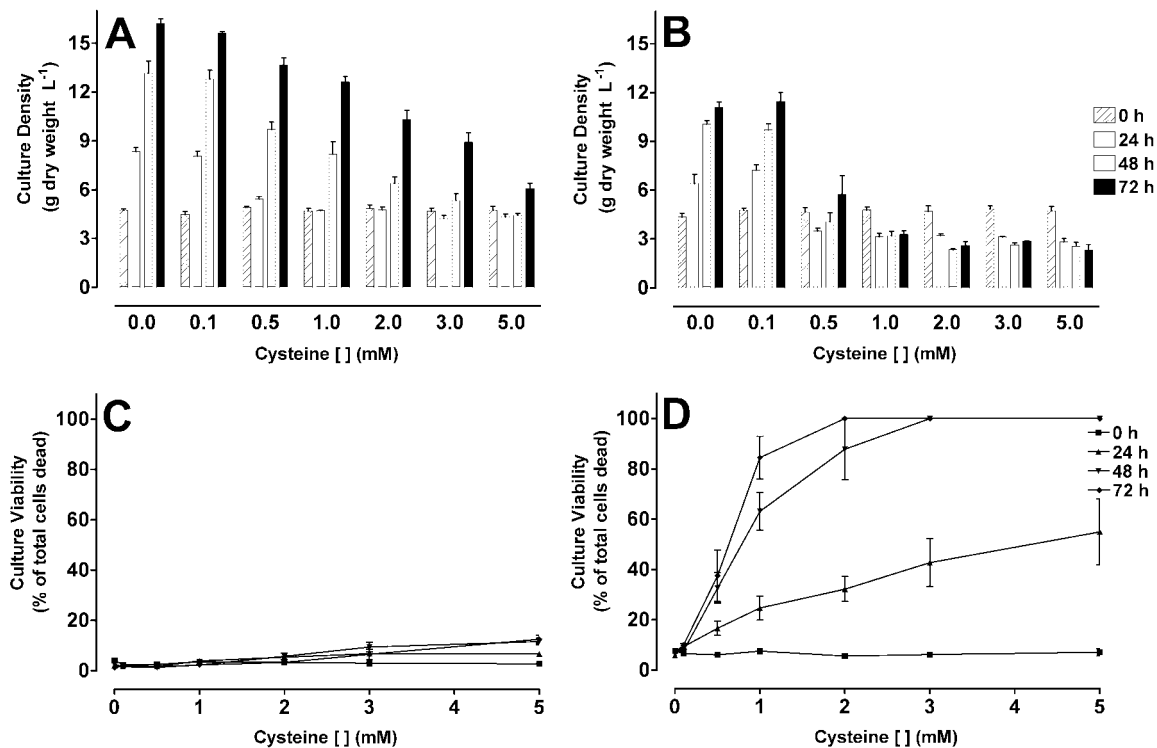 A
Culture Density
(g dry weight L⁻¹)
15
12
9
6
3
0
0.0 0.1 0.5 1.0 2.0 3.0 5.0
Cysteine [ ] (mM)
B
Culture Density
(g dry weight L⁻¹)
15
12
9
6
3
0
0.0 0.1 0.5 1.0 2.0 3.0 5.0
Cysteine [ ] (mM)
0 h
24 h
48 h
72 h
C
Culture Viability
(% of total cells dead)
100
80
60
40
20
0
0 1 2 3 4 5
Cysteine [ ] (mM)
D
Culture Viability
(% of total cells dead)
100
80
60
40
20
0
0 1 2 3 4 5
Cysteine [ ] (mM)
0 h
24 h
48 h
72 h